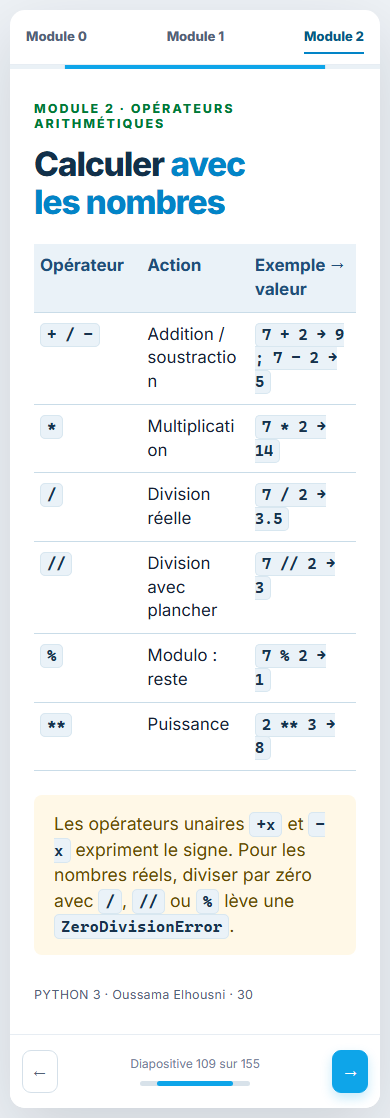 Module 0 Module 1 Module 2
MODULE 2 · OPÉRATEURS
ARITHMÉTIQUES
Calculer avec
les nombres
Opérateur Action Exemple →
valeur
+ / − Addition / 7 + 2 → 9
soustractio ; 7 − 2 →
n 5
* Multiplicati 7 * 2 →
on 14
/ Division 7 / 2 →
réelle 3.5
// Division 7 // 2 →
avec 3
plancher
% Modulo : 7 % 2 →
reste 1
** Puissance 2 ** 3 →
8
Les opérateurs unaires +x et −
x expriment le signe. Pour les
nombres réels, diviser par zéro
avec /, // ou % lève une
ZeroDivisionError.
PYTHON 3 · Oussama Elhousni · 30
← Diapositive 109 sur 155 →